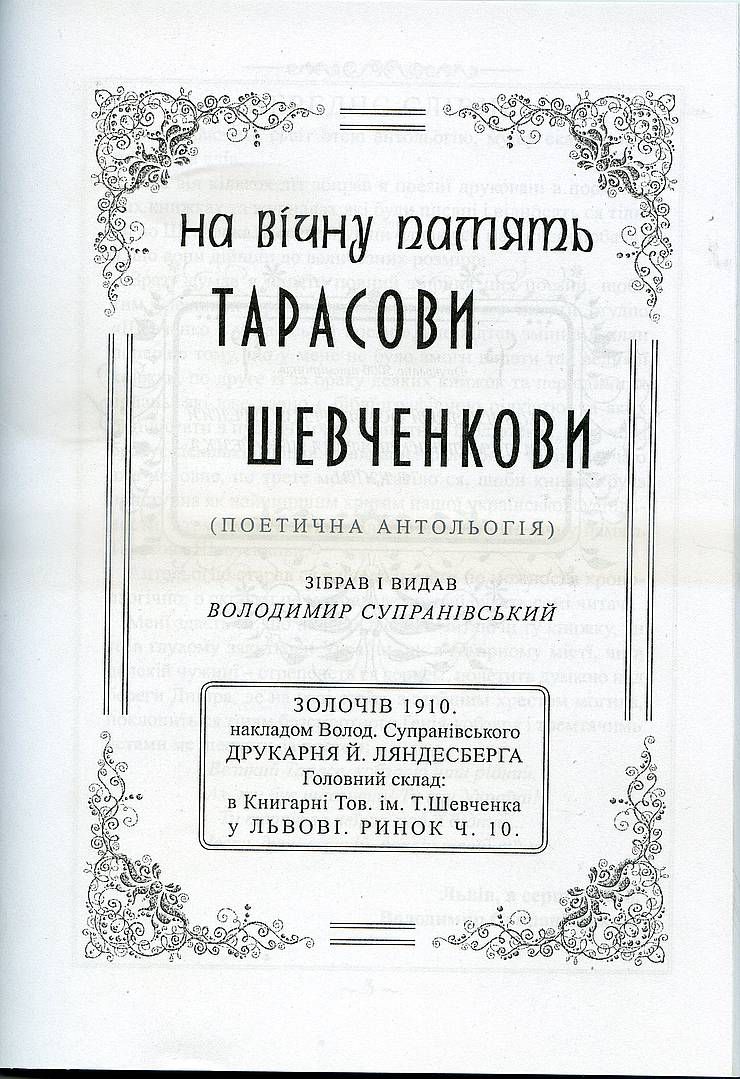 на вічну память
ТАРАСОВИ
ШЕВЧЕНКОВИ
(ПОЕТИЧНА АНТОЛЬОГІЯ)
ЗІБРАВ І ВИДАВ
ВОЛОДИМИР СУПРАНІВСЬКИЙ
ЗОЛОЧІВ 1910.
накладом Волод. Супранівського
ДРУКАРНЯ Й. ЛЯНДЕСБЕРГА
Головний склад:
в Книгарні Тов. ім. Т.Шевченка
у ЛЬВОВІ. РИНОК Ч. 10.